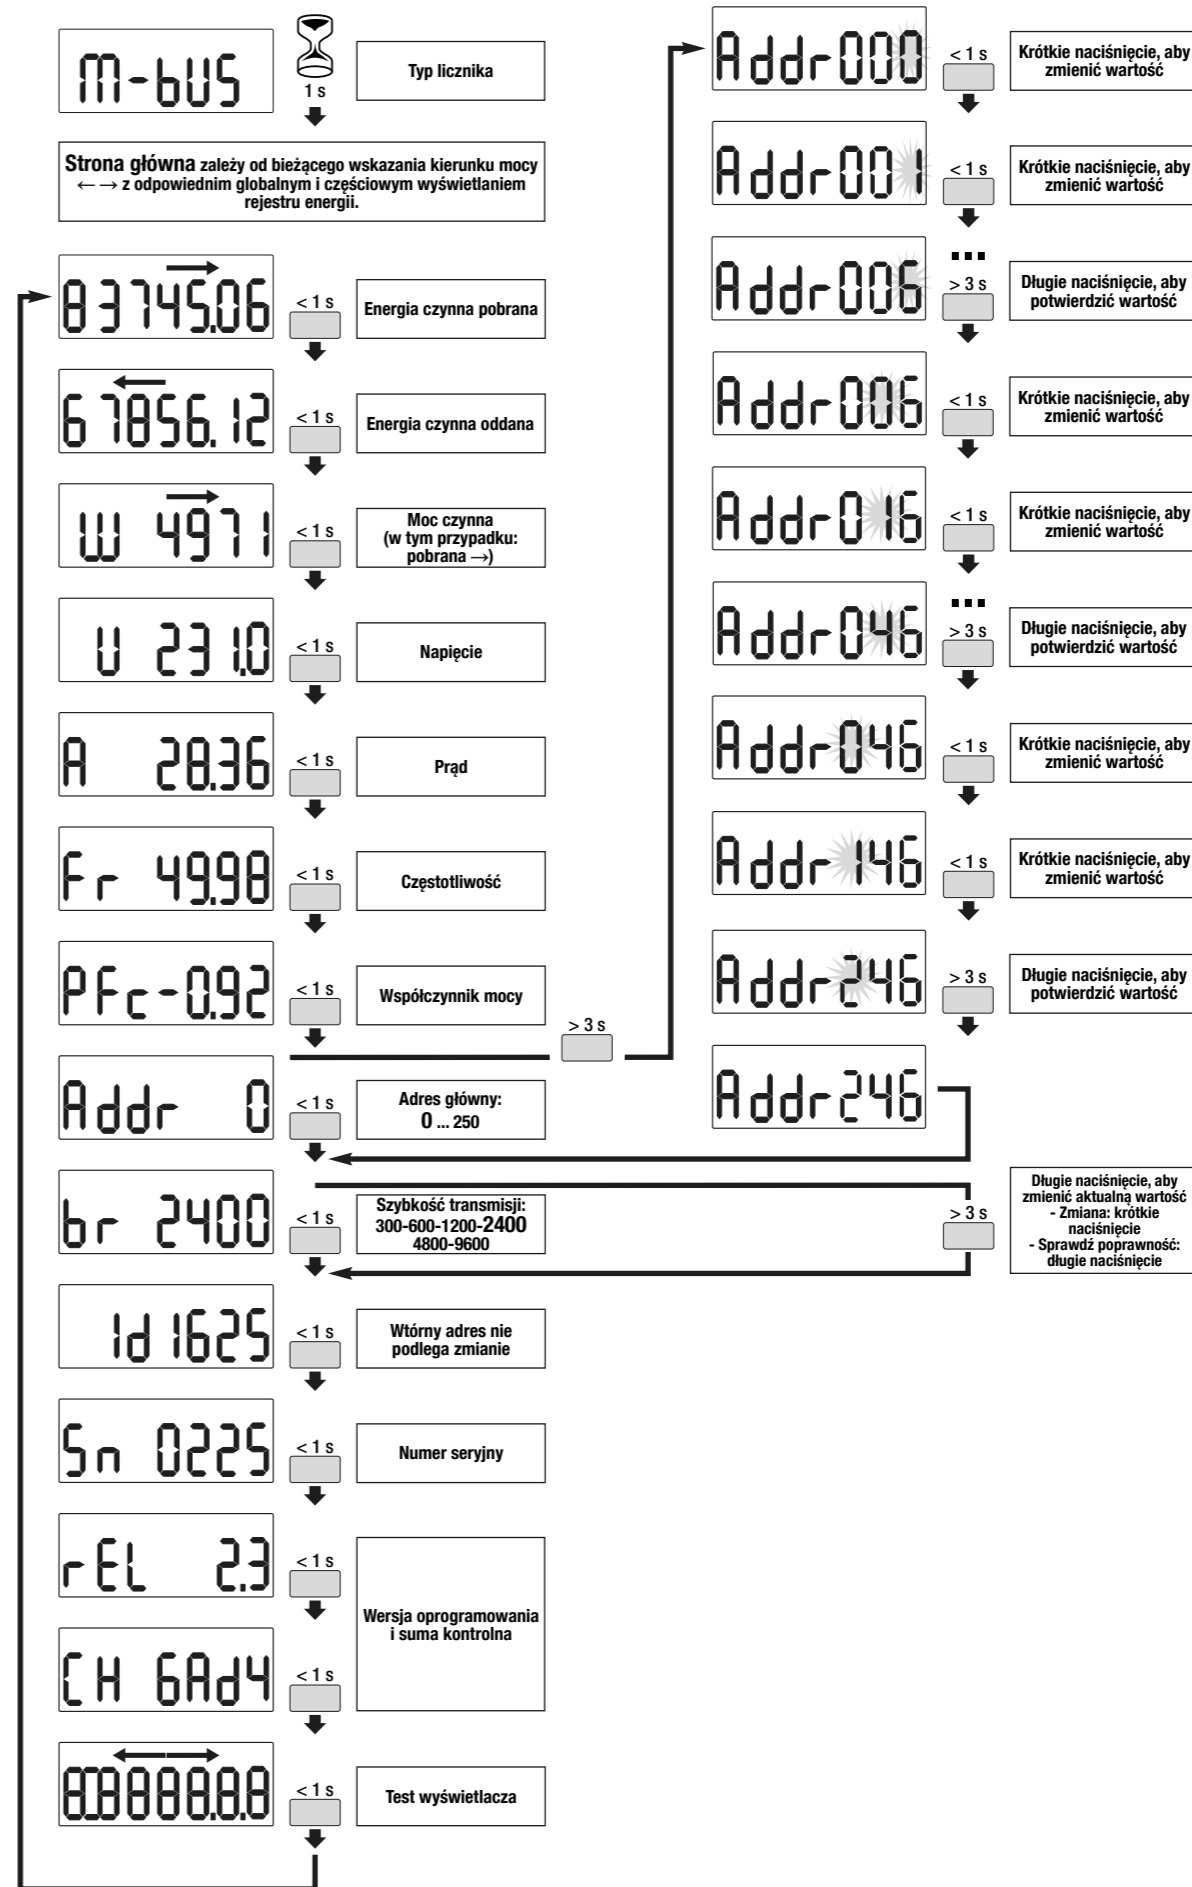 M-bUS
1 s
Typ licznika
Strona główna zależy od bieżącego wskazania kierunku mocy
←→ z odpowiednim globalnym i częściowym wyświetlaniem
rejestru energii.
83745.06
< 1 s
Energia czynna pobrana
67856.12
< 1 s
Energia czynna oddana
W 4971
< 1 s
Moc czynna
(w tym przypadku:
pobrana →)
U 231.0
< 1 s
Napięcie
A 28.36
< 1 s
Prąd
Fr 49.98
< 1 s
Częstotliwość
PFc-0.92
< 1 s
Współczynnik mocy
> 3 s
Addr 0
< 1 s
Adres główny:
0 ... 250
br 2400
< 1 s
Szybkość transmisji:
300-600-1200-2400
4800-9600
Id 1625
< 1 s
Wtórny adres nie
podlega zmianie
Sn 0225
< 1 s
Numer seryjny
rEL 2.3
< 1 s
Wersja oprogramowania
i suma kontrolna
CH 6Ad4
< 1 s
88888.8.8
< 1 s
Test wyświetlacza
Addr000
< 1 s
Krótkie naciśnięcie, aby
zmienić wartość
Addr001
< 1 s
Krótkie naciśnięcie, aby
zmienić wartość
Addr006
...
> 3 s
Długie naciśnięcie, aby
potwierdzić wartość
Addr006
< 1 s
Krótkie naciśnięcie, aby
zmienić wartość
Addr016
< 1 s
Krótkie naciśnięcie, aby
zmienić wartość
Addr046
...
> 3 s
Długie naciśnięcie, aby
potwierdzić wartość
Addr046
< 1 s
Krótkie naciśnięcie, aby
zmienić wartość
Addr146
< 1 s
Krótkie naciśnięcie, aby
zmienić wartość
Addr246
> 3 s
Długie naciśnięcie, aby
potwierdzić wartość
Addr246
> 3 s
Długie naciśnięcie, aby
zmienić aktualną wartość
- Zmiana: krótkie
naciśnięcie
- Sprawdź poprawność:
długie naciśnięcie